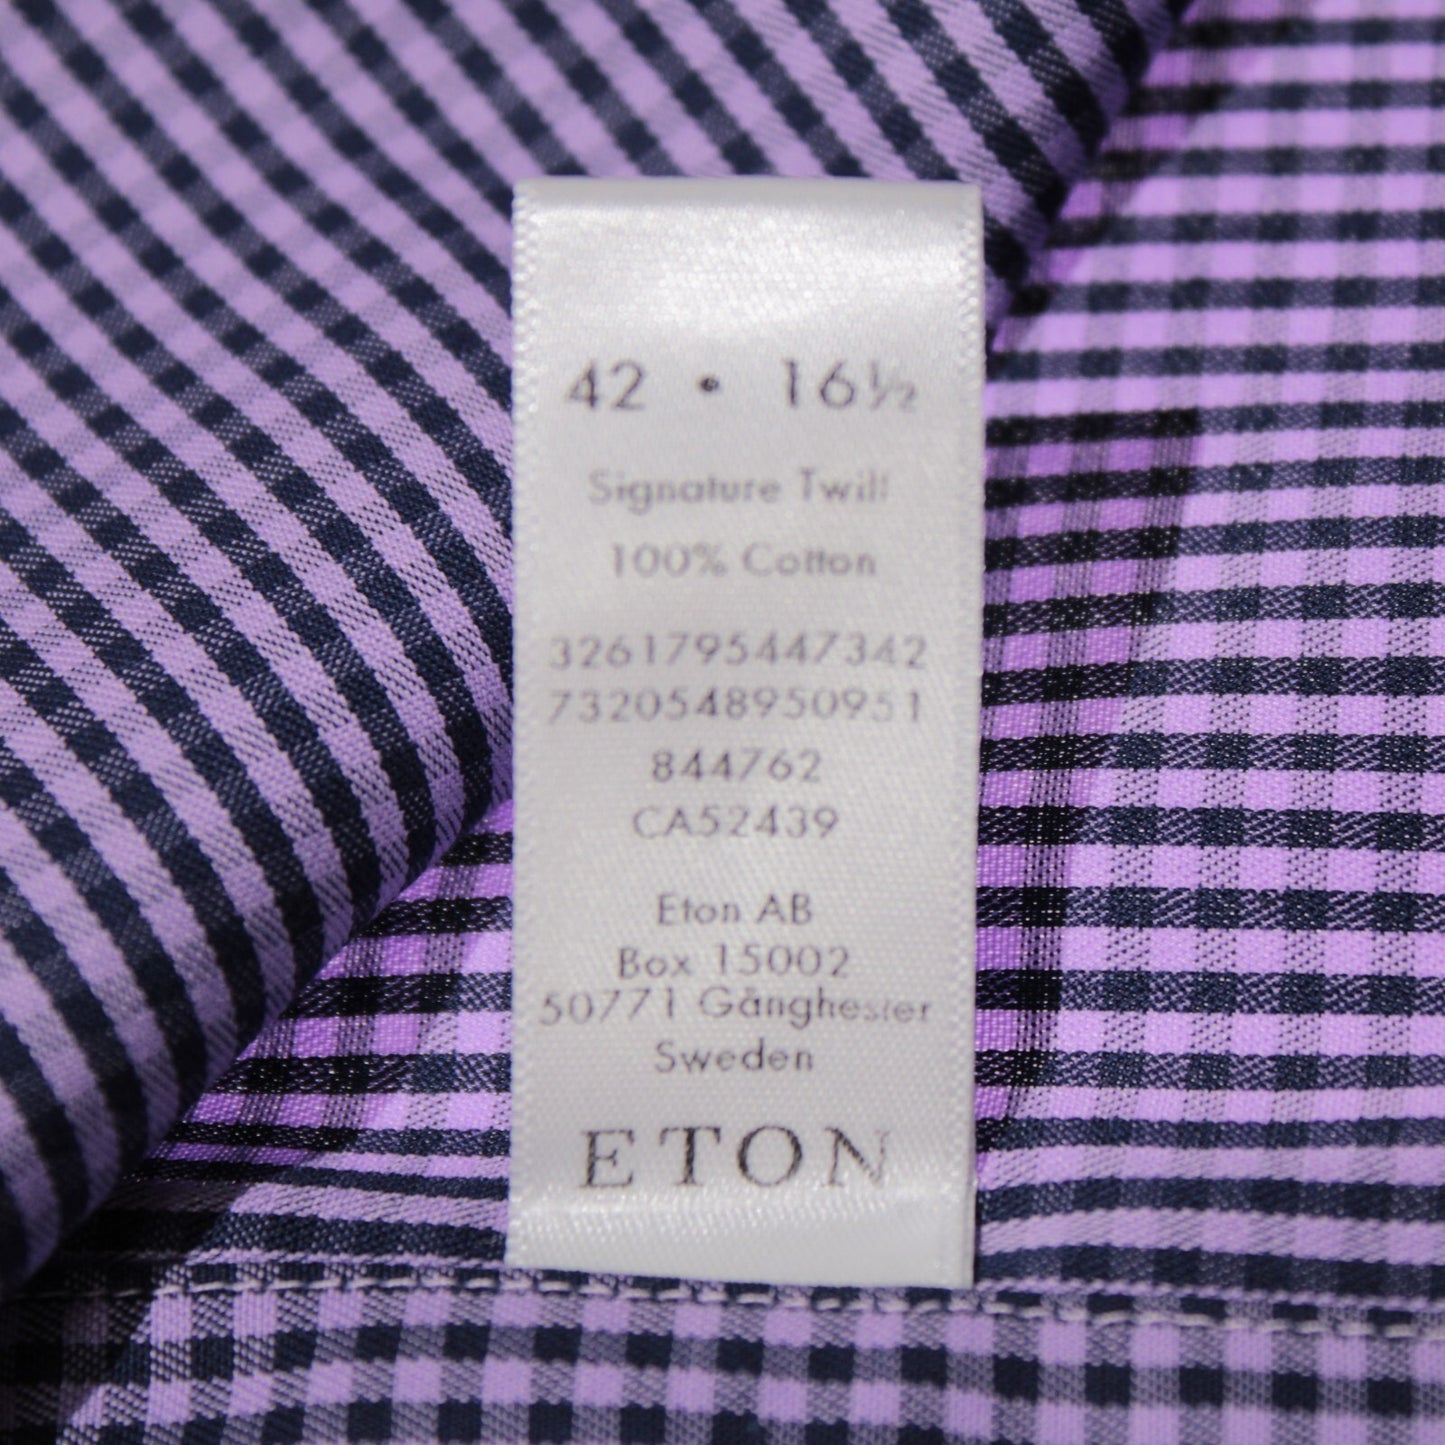 42 • 16½
Signature Twill
100% Cotton
3261795447342
7320548950951
844762
CA52439
Eton AB
Box 15002
50771 Gånghester
Sweden
ETON